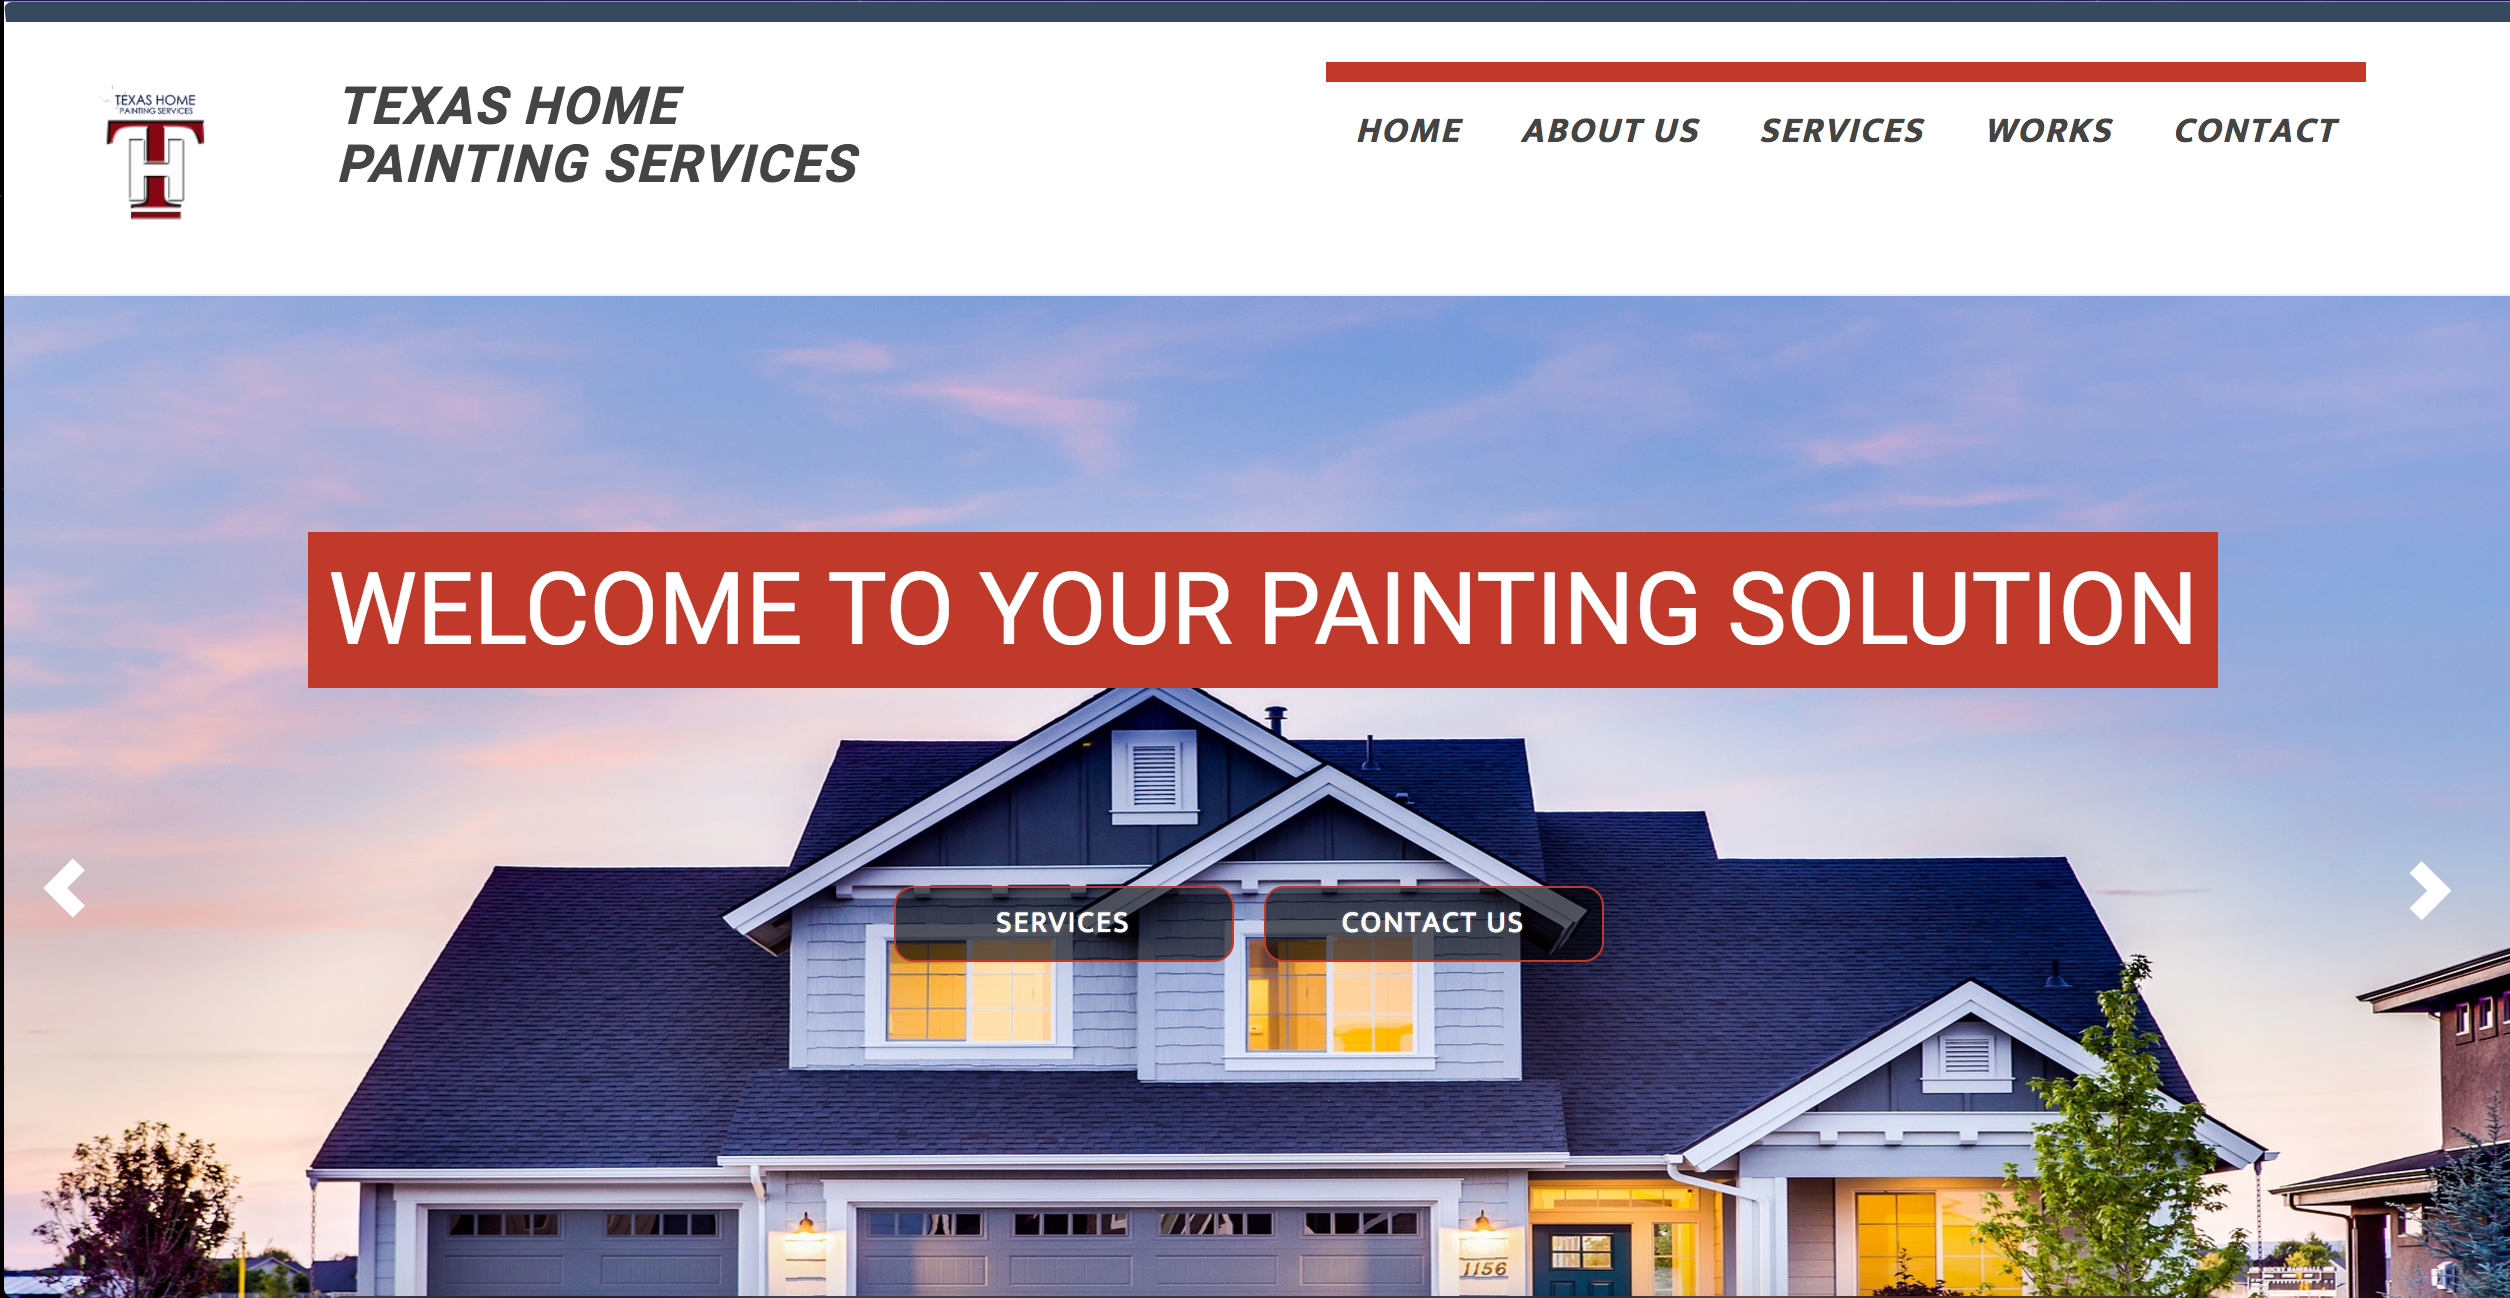 TEXAS HOME
PAINTING SERVICES
TH
TEXAS HOME
PAINTING SERVICES
HOME ABOUT US SERVICES WORKS CONTACT
WELCOME TO YOUR PAINTING SOLUTION
SERVICES CONTACT US
1156